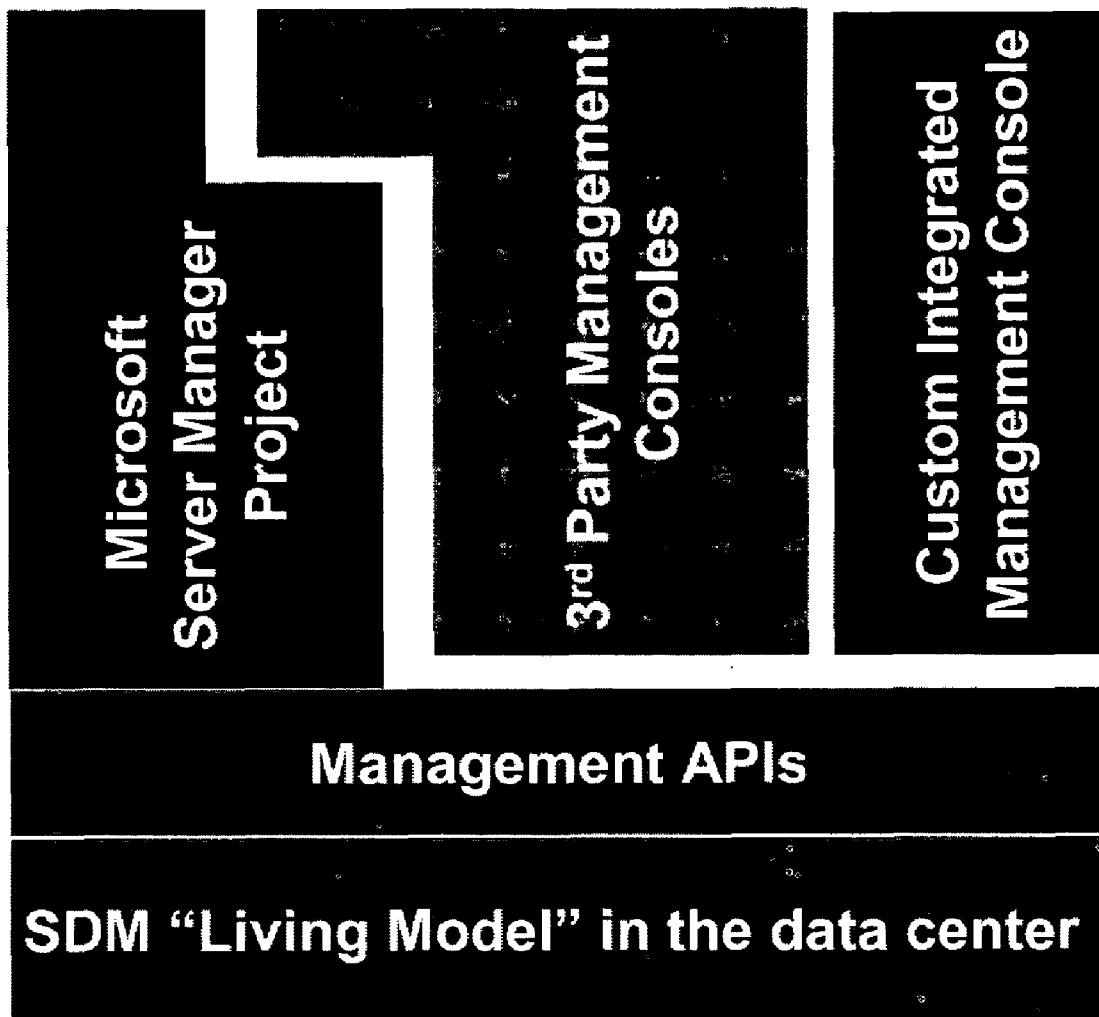 Microsoft
Server Manager
Project
3rd Party Management
Consoles
Custom Integrated
Management Console
Management APIs
SDM “Living Model” in the data center